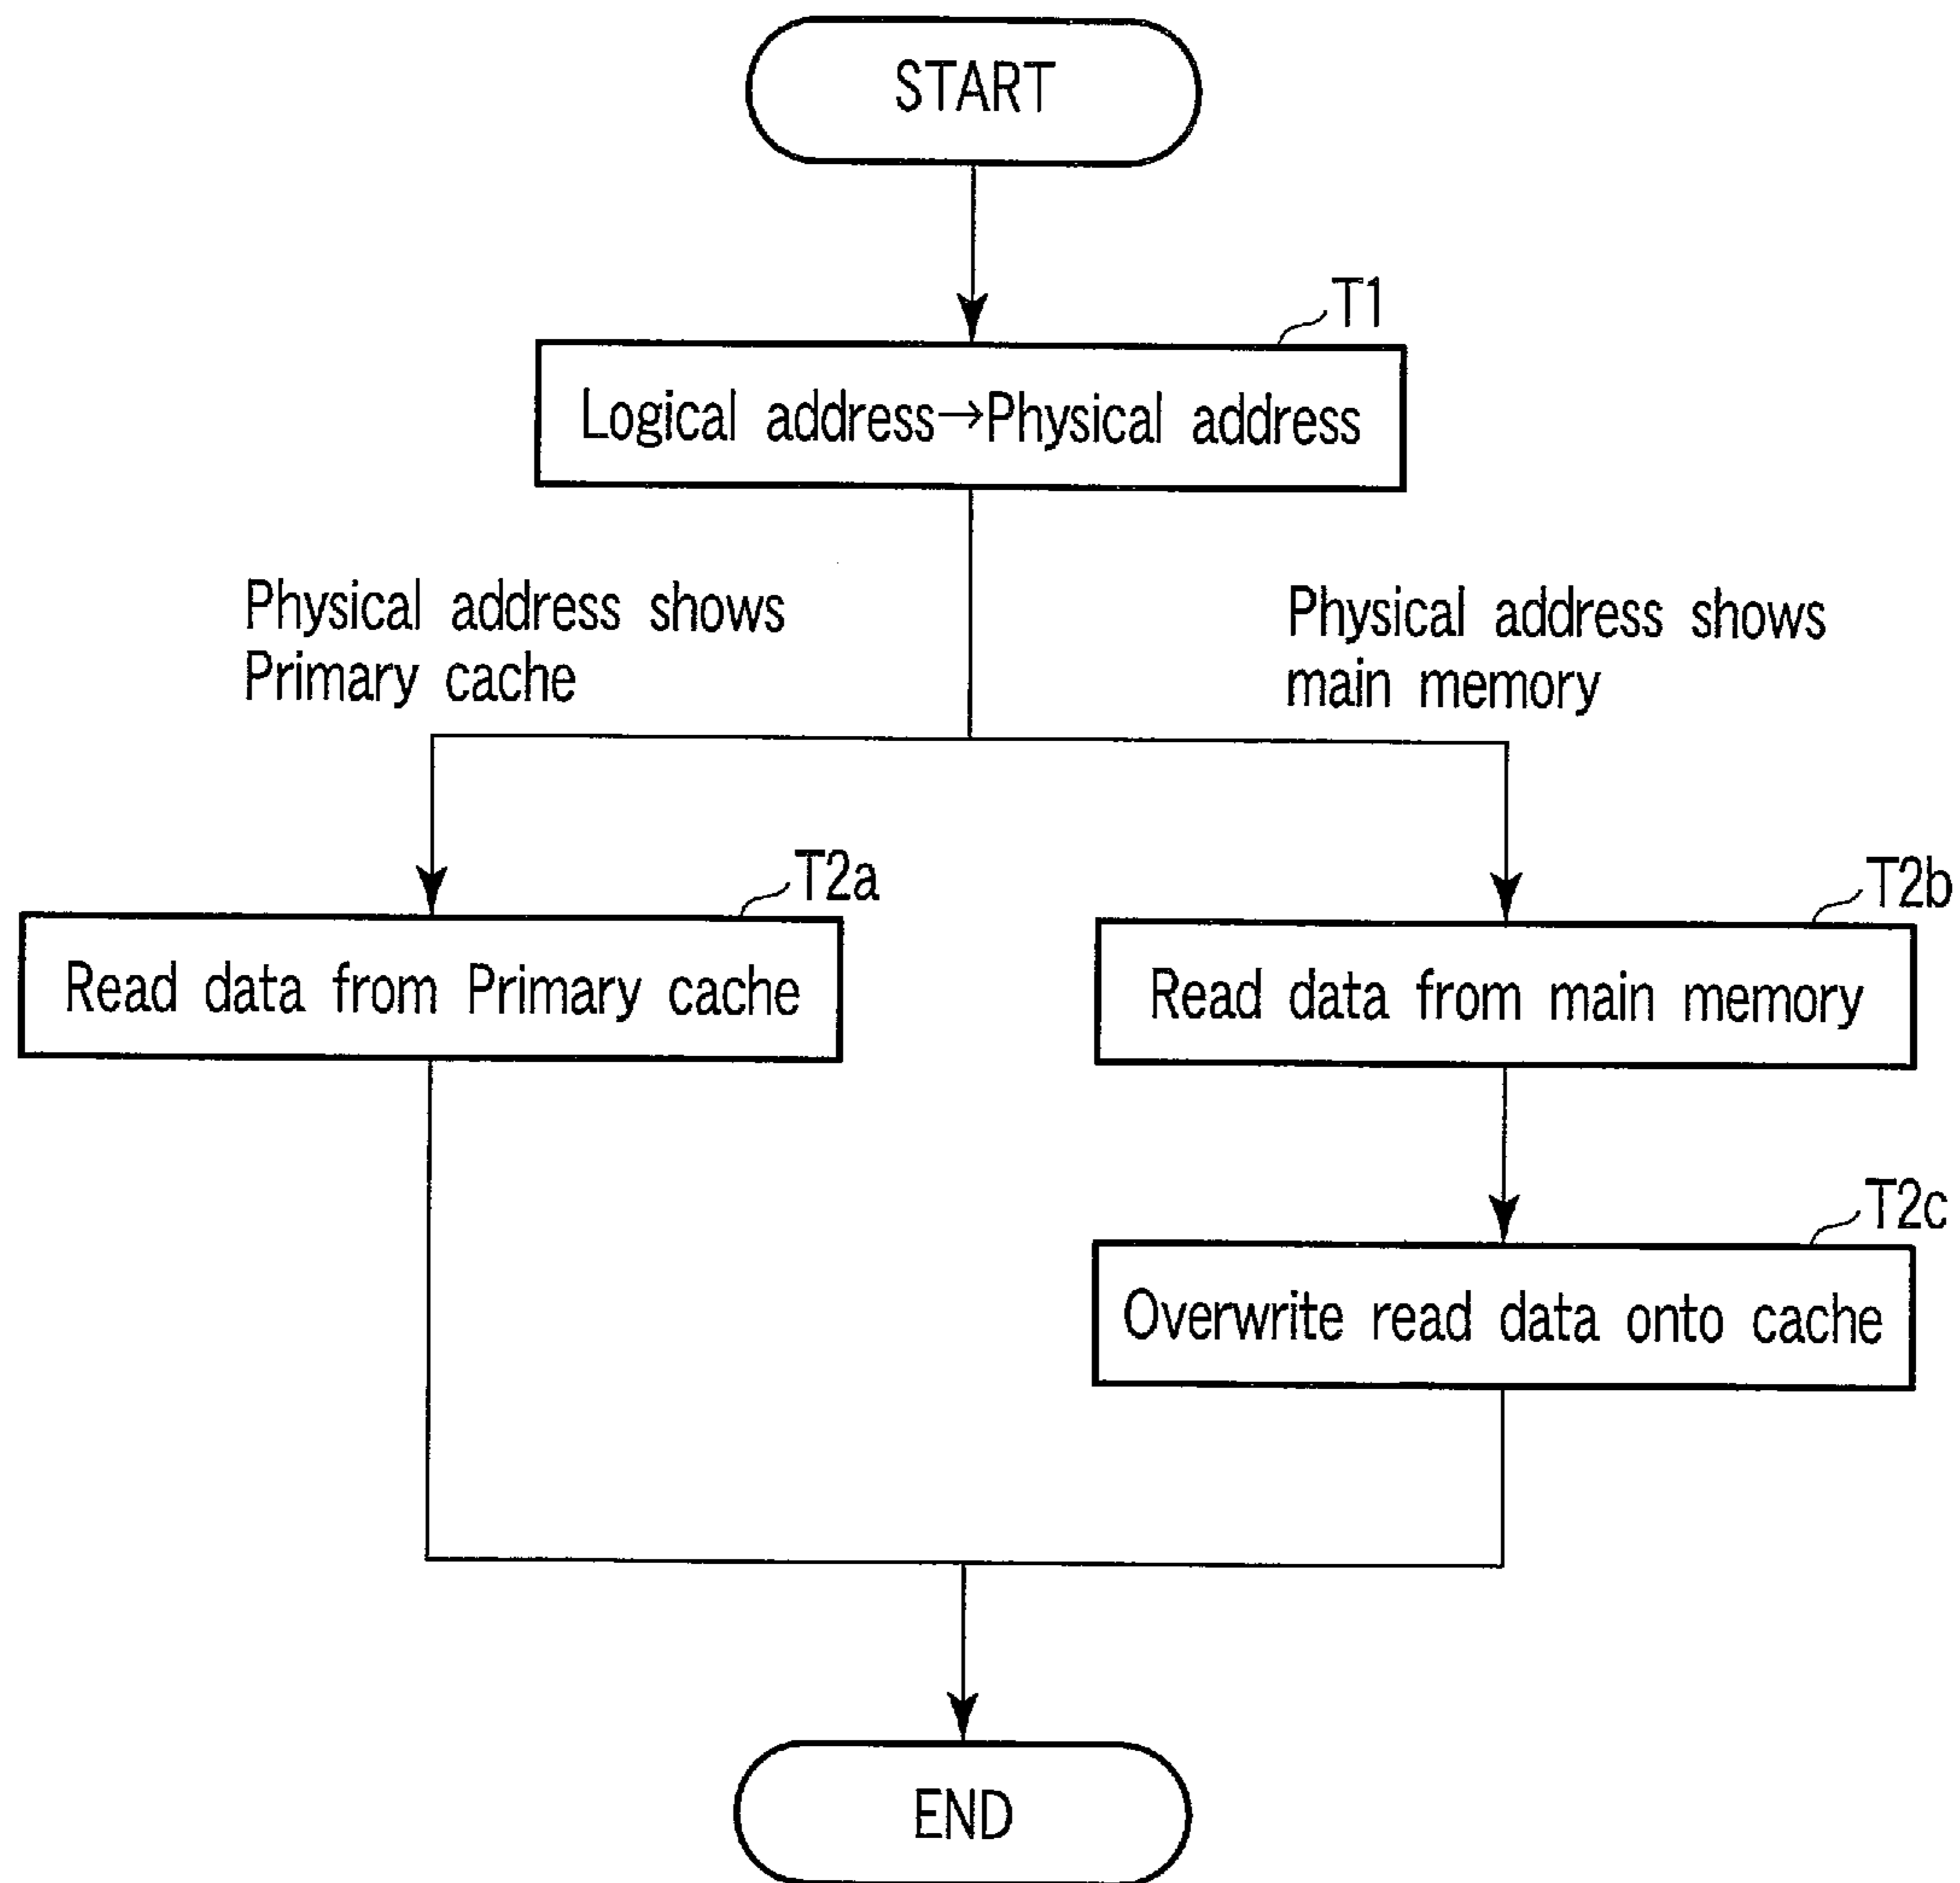 START
T1
Logical address→Physical address
Physical address shows
Primary cache
Physical address shows
main memory
T2a
Read data from Primary cache
T2b
Read data from main memory
T2c
Overwrite read data onto cache
END